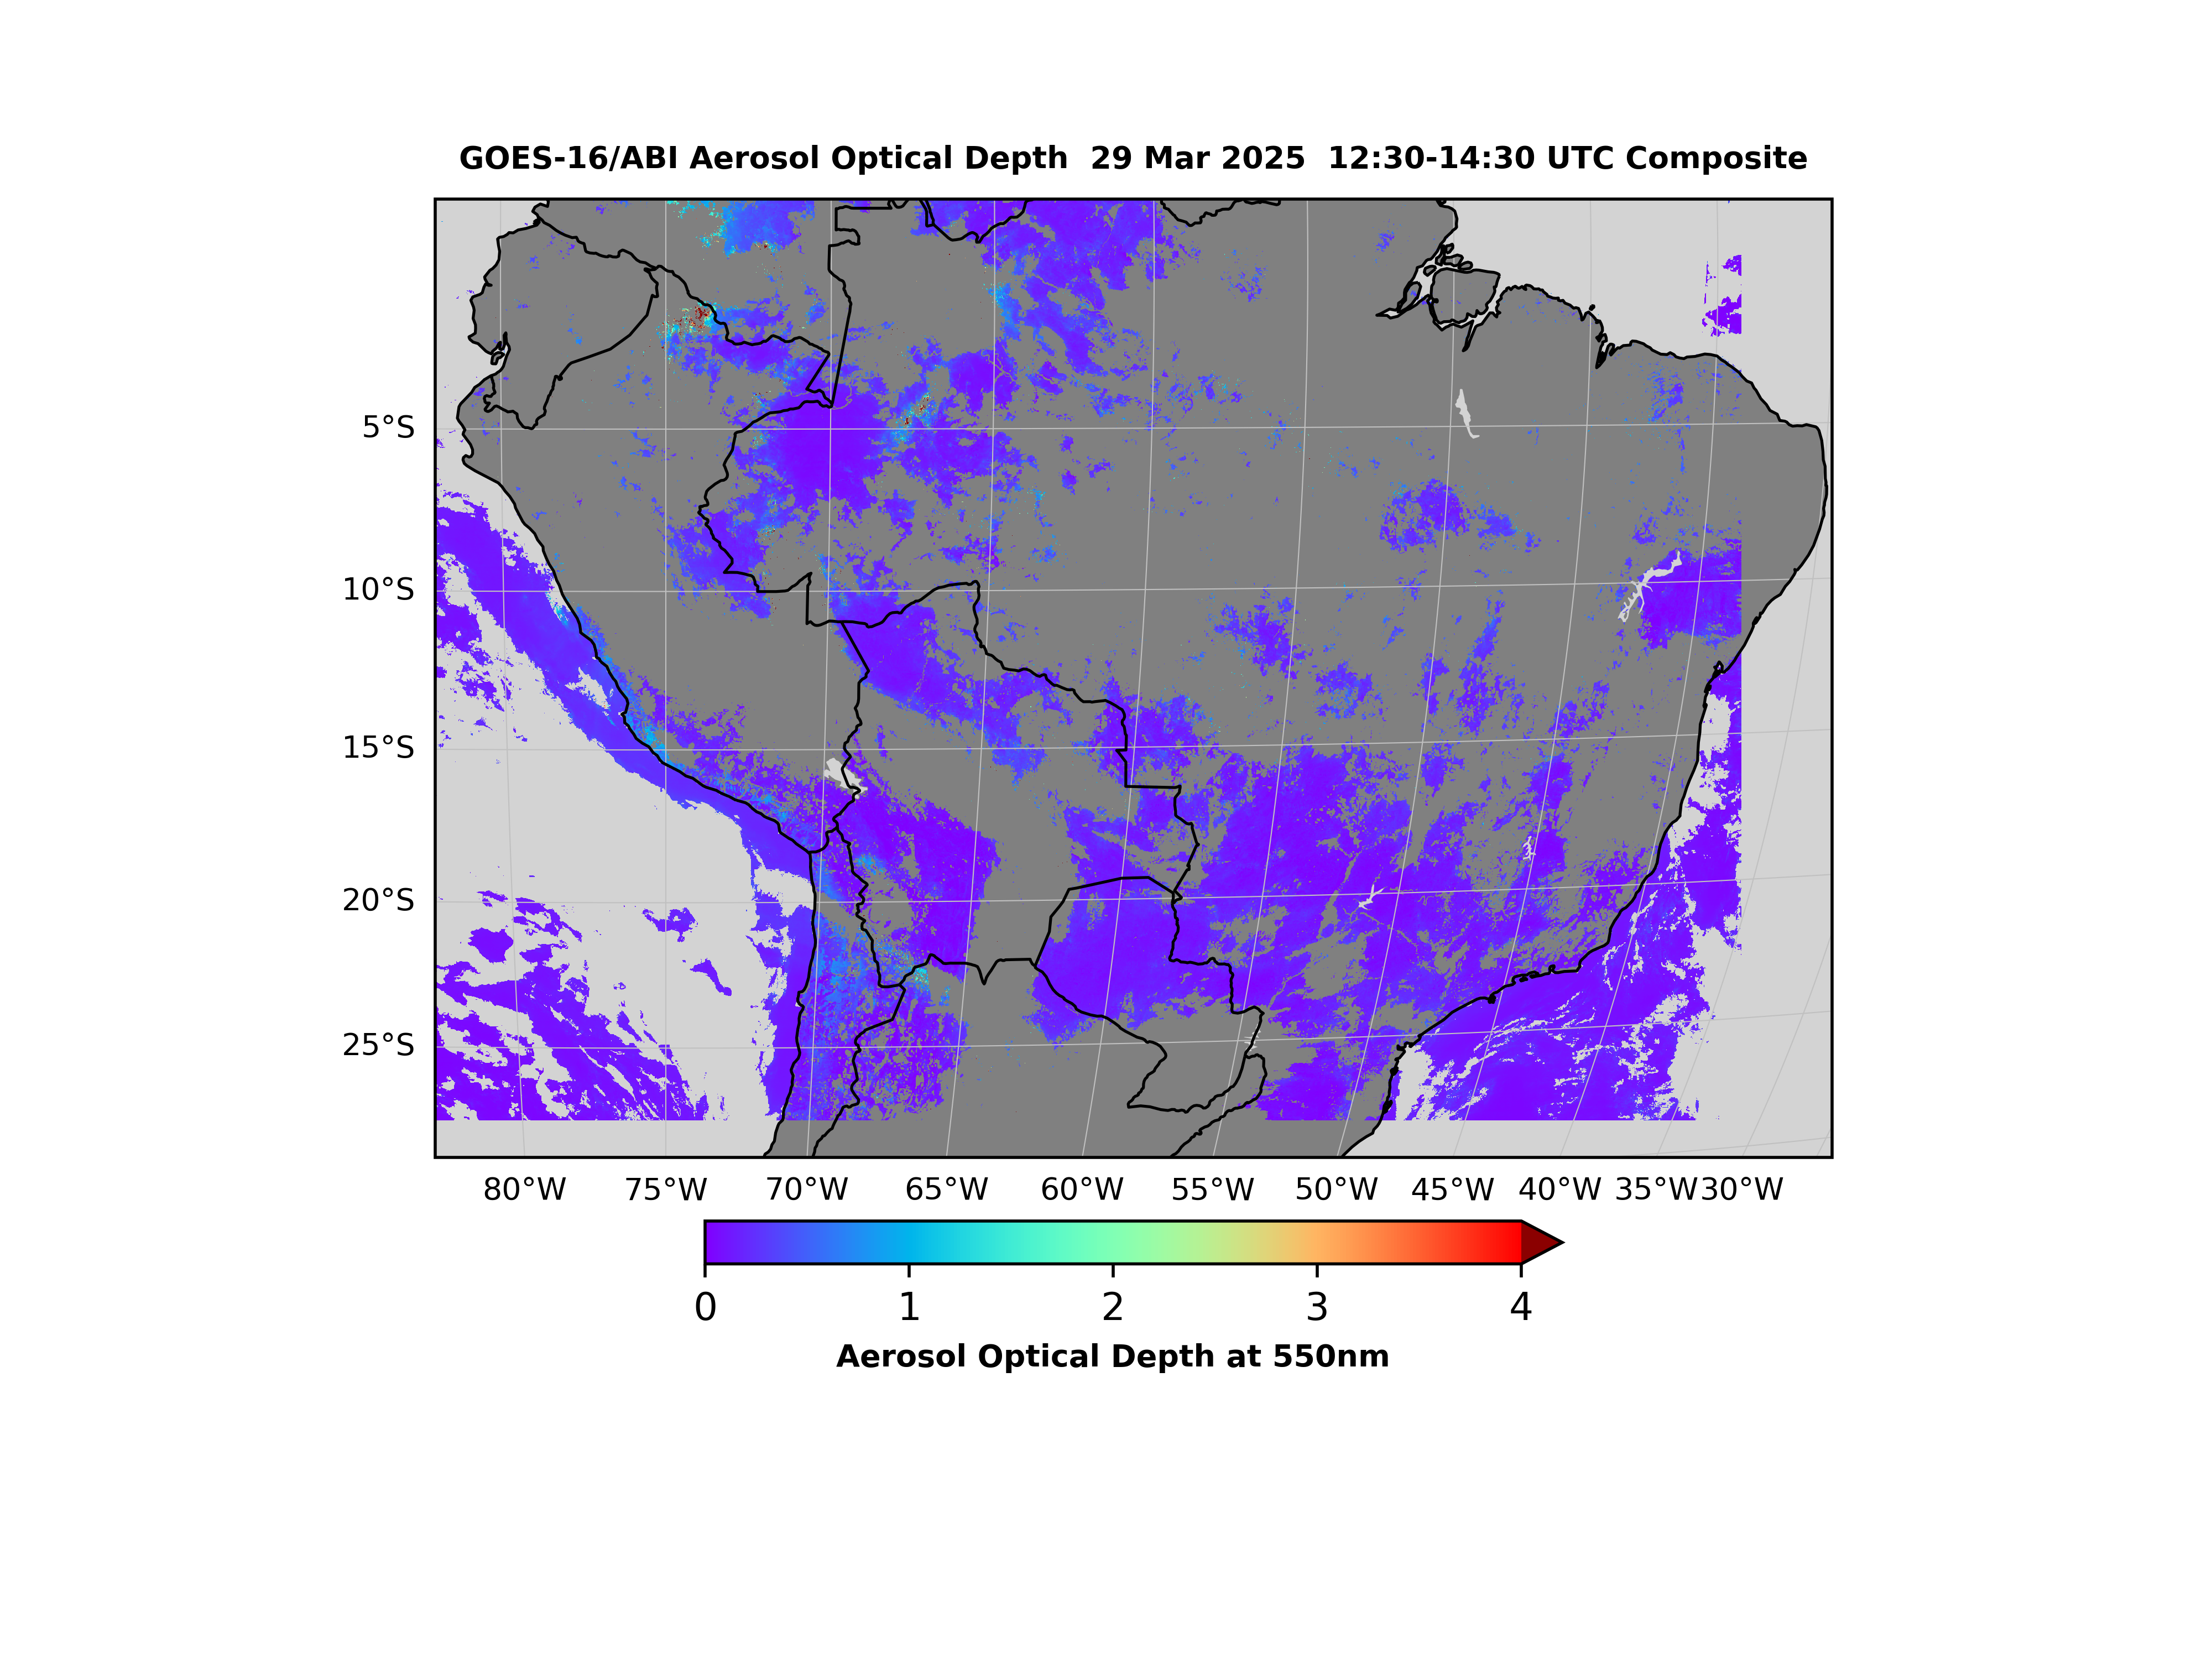 GOES-16/ABI Aerosol Optical Depth  29 Mar 2025  12:30-14:30 UTC Composite
5°S
10°S
15°S
20°S
25°S
80°W 75°W 70°W 65°W 60°W 55°W 50°W 45°W 40°W 35°W 30°W
0 1 2 3 4
Aerosol Optical Depth at 550nm